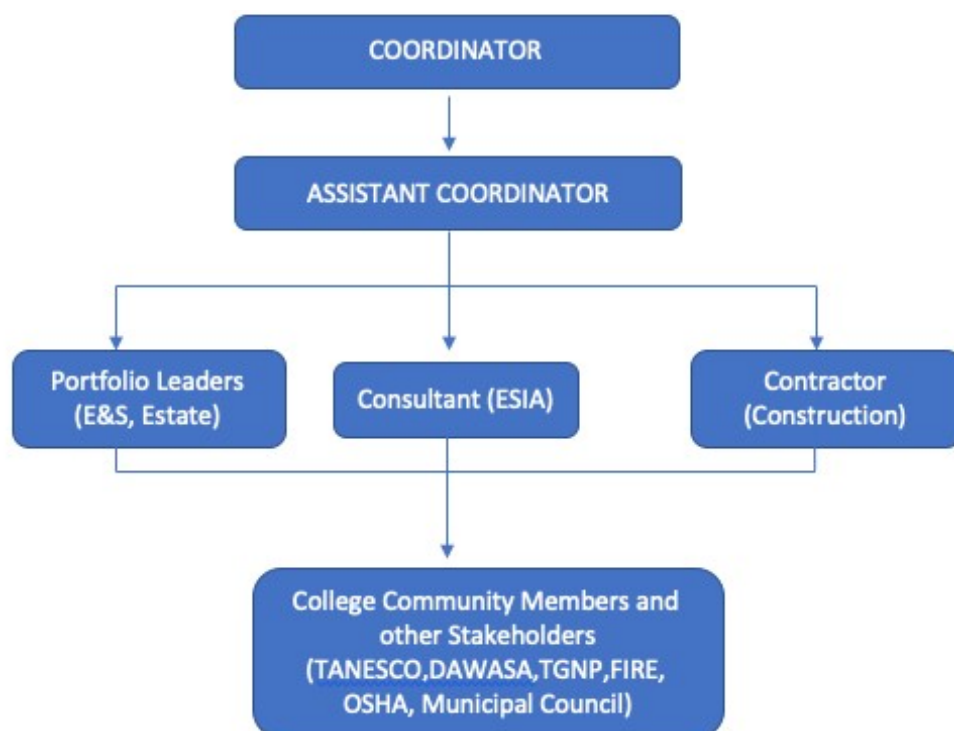 COORDINATOR
ASSISTANT COORDINATOR
Portfolio Leaders
(E&S, Estate)
Consultant (ESIA)
Contractor
(Construction)
College Community Members and
other Stakeholders
(TANESCO,DAWASA,TGNP,FIRE,
OSHA, Municipal Council)